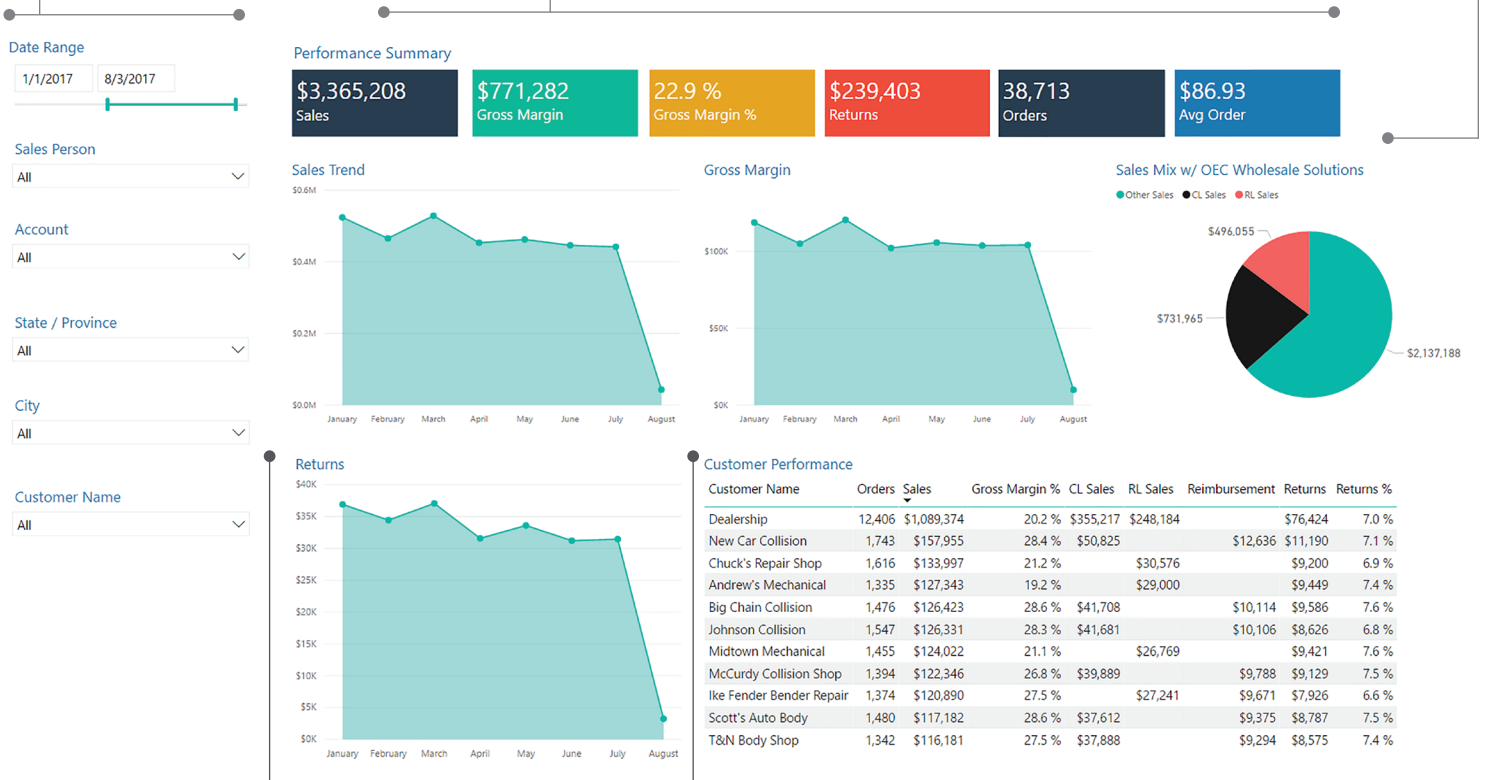 Date Range
1/1/2017 8/3/2017
Sales Person
All
Account
All
State / Province
All
City
All
Customer Name
All
Performance Summary
$3,365,208
Sales
$771,282
Gross Margin
22.9 %
Gross Margin %
$239,403
Returns
38,713
Orders
$86.93
Avg Order
Sales Trend
$0.6M
$0.4M
$0.2M
$0.0M
January February March April May June July August
Gross Margin
$100K
$50K
$0K
January February March April May June July August
Sales Mix w/ OEC Wholesale Solutions
Other Sales CL Sales RL Sales
$496,055
$731,965
$2,137,188
Returns
$40K
$35K
$30K
$25K
$20K
$15K
$10K
$5K
$0K
January February March April May June July August
Customer Performance
Customer Name Orders Sales Gross Margin % CL Sales RL Sales Reimbursement Returns Returns %
Dealership 12,406 $1,089,374 20.2 % $355,217 $248,184 $76,424 7.0 %
New Car Collision 1,743 $157,955 28.4 % $50,825 $12,636 $11,190 7.1 %
Chuck's Repair Shop 1,616 $133,997 21.2 % $30,576 $9,200 6.9 %
Andrew's Mechanical 1,335 $127,343 19.2 % $29,000 $9,449 7.4 %
Big Chain Collision 1,476 $126,423 28.6 % $41,708 $10,114 $9,586 7.6 %
Johnson Collision 1,547 $126,331 28.3 % $41,681 $10,106 $8,626 6.8 %
Midtown Mechanical 1,455 $124,022 21.1 % $26,769 $9,421 7.6 %
McCurdy Collision Shop 1,394 $122,346 26.8 % $39,889 $9,788 $9,129 7.5 %
Ike Fender Bender Repair 1,374 $120,890 27.5 % $27,241 $9,671 $7,926 6.6 %
Scott's Auto Body 1,480 $117,182 28.6 % $37,612 $9,375 $8,787 7.5 %
T&N Body Shop 1,342 $116,181 27.5 % $37,888 $9,294 $8,575 7.4 %